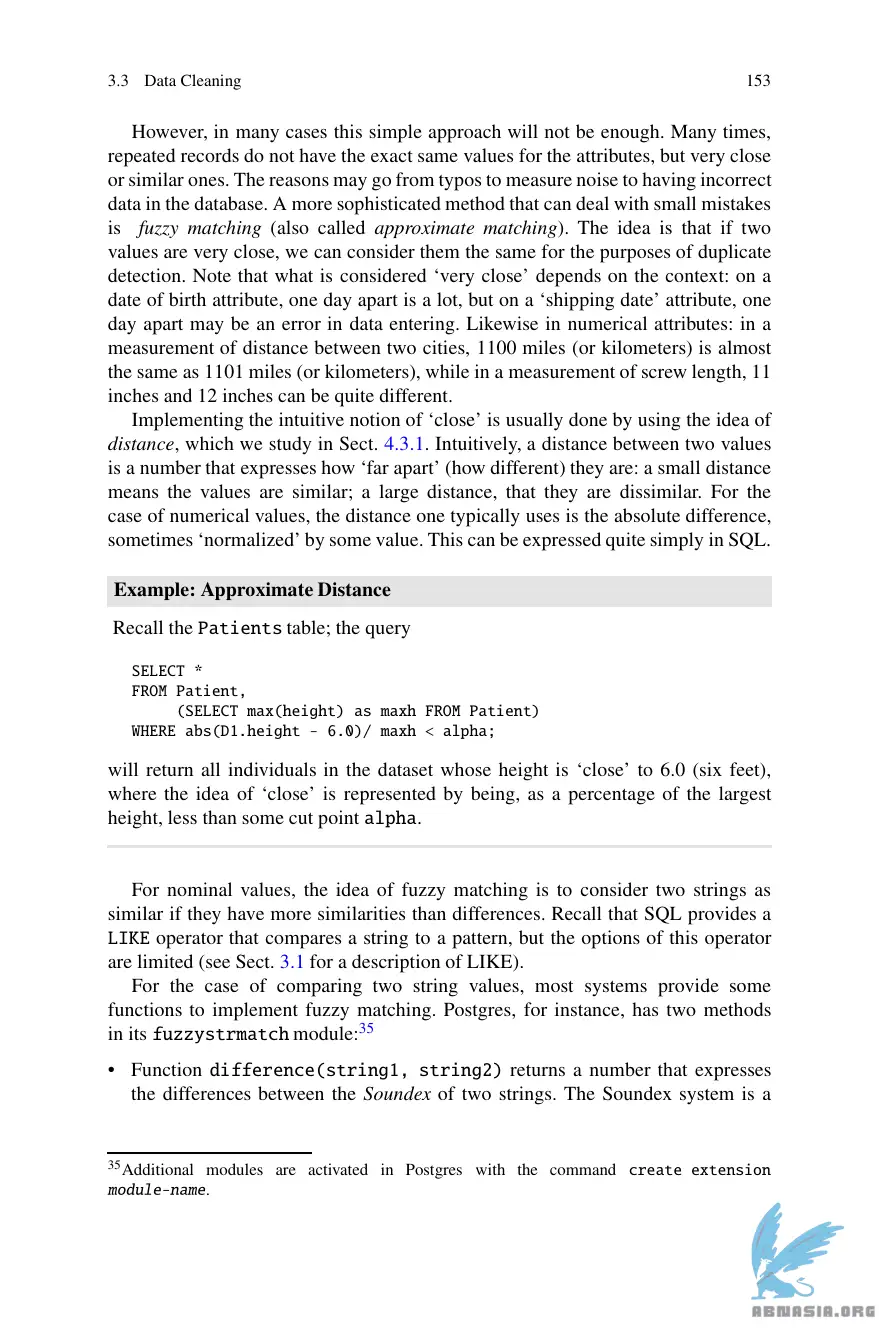 3.3 Data Cleaning 153
However, in many cases this simple approach will not be enough. Many times,
repeated records do not have the exact same values for the attributes, but very close
or similar ones. The reasons may go from typos to measure noise to having incorrect
data in the database. A more sophisticated method that can deal with small mistakes
is fuzzy matching (also called approximate matching). The idea is that if two
values are very close, we can consider them the same for the purposes of duplicate
detection. Note that what is considered ‘very close’ depends on the context: on a
date of birth attribute, one day apart is a lot, but on a ‘shipping date’ attribute, one
day apart may be an error in data entering. Likewise in numerical attributes: in a
measurement of distance between two cities, 1100 miles (or kilometers) is almost
the same as 1101 miles (or kilometers), while in a measurement of screw length, 11
inches and 12 inches can be quite different.
Implementing the intuitive notion of ‘close’ is usually done by using the idea of
distance, which we study in Sect. 4.3.1. Intuitively, a distance between two values
is a number that expresses how ‘far apart’ (how different) they are: a small distance
means the values are similar; a large distance, that they are dissimilar. For the
case of numerical values, the distance one typically uses is the absolute difference,
sometimes ‘normalized’ by some value. This can be expressed quite simply in SQL.
Example: Approximate Distance
Recall the Patients table; the query
SELECT *
FROM Patient,
(SELECT max(height) as maxh FROM Patient)
WHERE abs(D1.height - 6.0)/ maxh < alpha;
will return all individuals in the dataset whose height is ‘close’ to 6.0 (six feet),
where the idea of ‘close’ is represented by being, as a percentage of the largest
height, less than some cut point alpha.
For nominal values, the idea of fuzzy matching is to consider two strings as
similar if they have more similarities than differences. Recall that SQL provides a
LIKE operator that compares a string to a pattern, but the options of this operator
are limited (see Sect. 3.1 for a description of LIKE).
For the case of comparing two string values, most systems provide some
functions to implement fuzzy matching. Postgres, for instance, has two methods
in its fuzzystrmatch module:35
• Function difference(string1, string2) returns a number that expresses
the differences between the Soundex of two strings. The Soundex system is a
35Additional modules are activated in Postgres with the command create extension
module-name.
ABNASIA.ORG